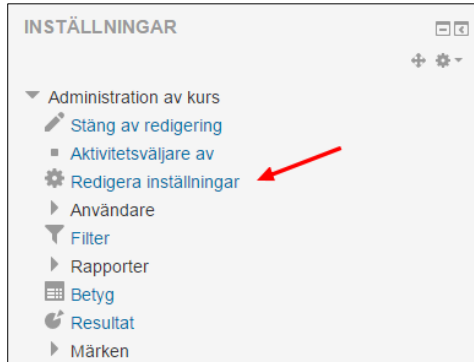 INSTÄLLNINGAR
Administration av kurs
Stäng av redigering
Aktivitetsväljare av
Redigera inställningar
Användare
Filter
Rapporter
Betyg
Resultat
Märken